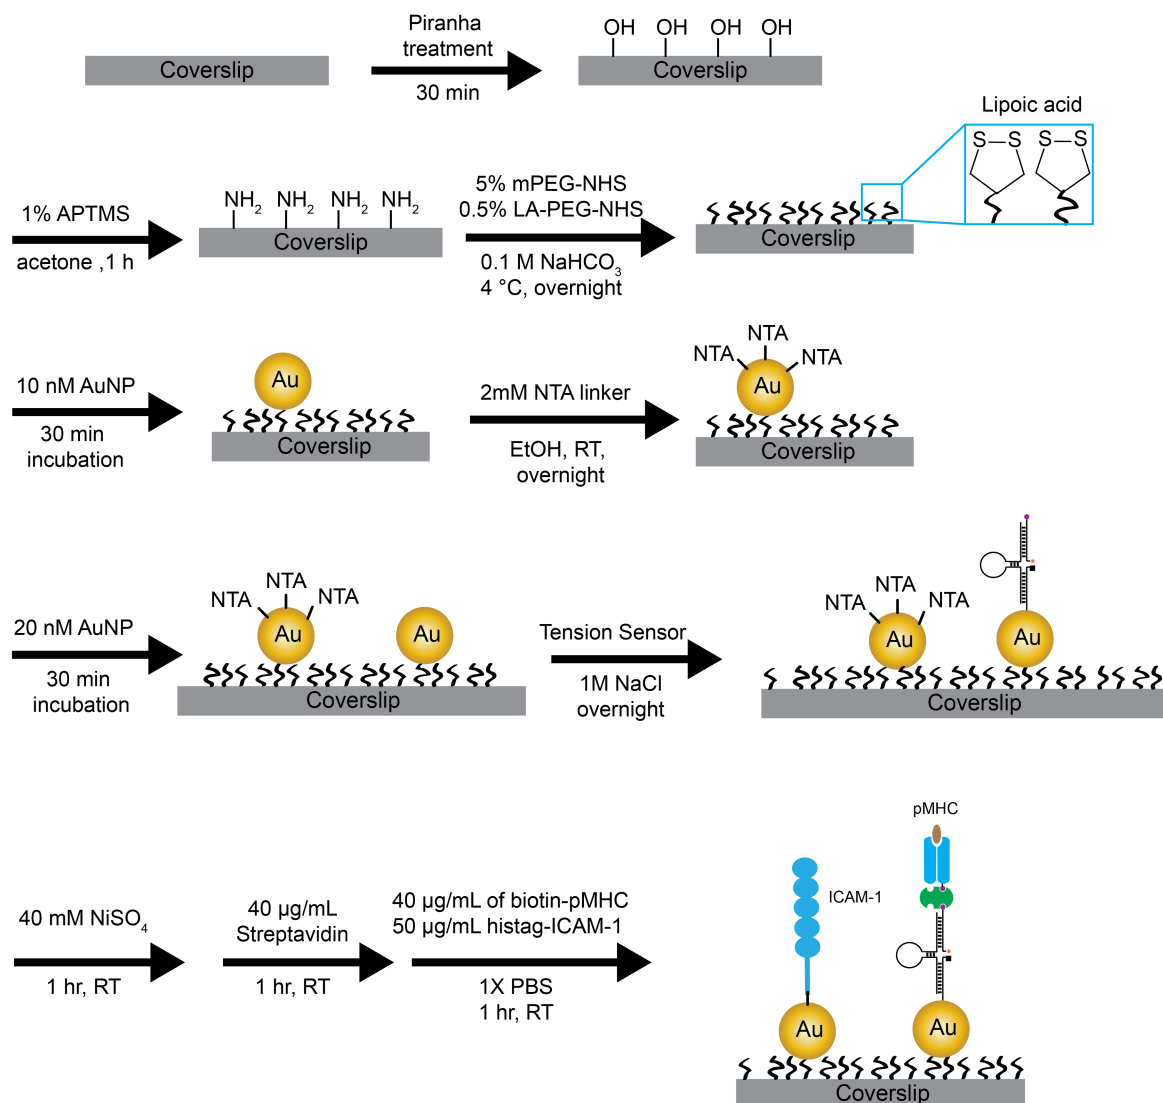 Coverslip
Piranha
treatment
30 min
OH OH OH OH
Coverslip
1% APTMS
acetone ,1 h
NH2 NH2 NH2 NH2
Coverslip
5% mPEG-NHS
0.5% LA-PEG-NHS
0.1 M NaHCO3
4 °C, overnight
Coverslip
Lipoic acid
S S S S
10 nM AuNP
30 min
incubation
Au
Coverslip
2mM NTA linker
EtOH, RT,
overnight
NTA
NTA NTA
Au
Coverslip
20 nM AuNP
30 min
incubation
NTA
NTA NTA
Au Au
Coverslip
Tension Sensor
1M NaCl
overnight
NTA
NTA NTA
Au Au
Coverslip
40 mM NiSO4
1 hr, RT
40 µg/mL
Streptavidin
1 hr, RT
40 µg/mL of biotin-pMHC
50 µg/mL histag-ICAM-1
1X PBS
1 hr, RT
pMHC
ICAM-1
Au Au
Coverslip